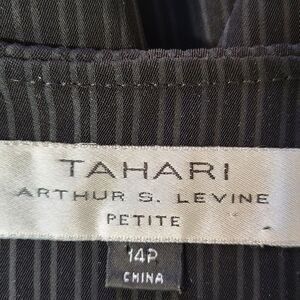 TAHARI
ARTHUR S. LEVINE
PETITE
14P
CHINA